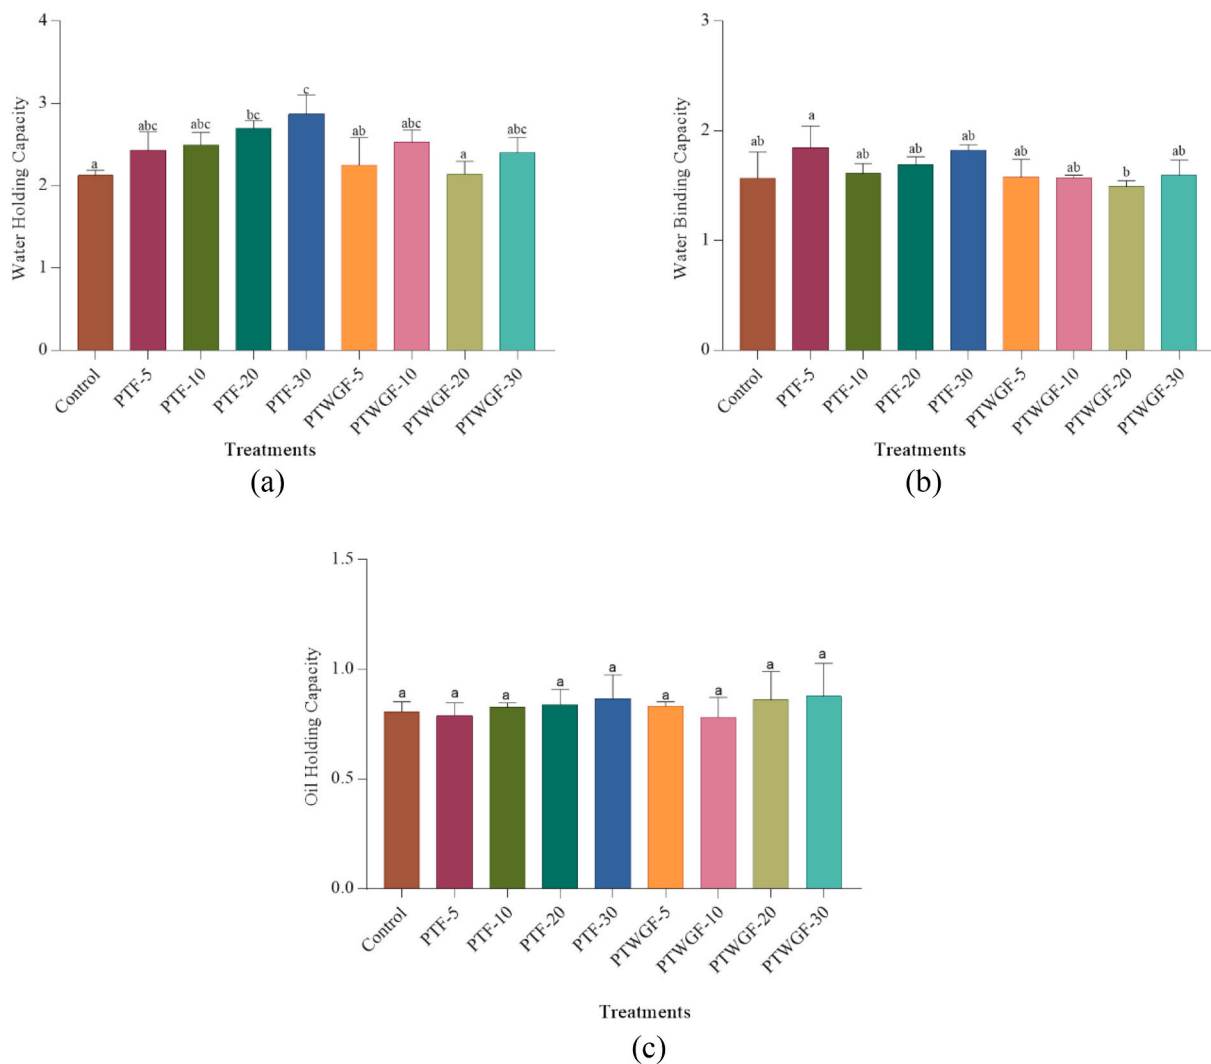 Water Holding Capacity
4
3
2
1
0
a
abc
abc
bc
c
ab
abc
a
abc
Control
PTF-5
PTF-10
PTF-20
PTF-30
PTWGF-5
PTWGF-10
PTWGF-20
PTWGF-30
Treatments
(a)
Water Binding Capacity
3
2
1
0
ab
a
ab
ab
ab
ab
ab
b
ab
Control
PTF-5
PTF-10
PTF-20
PTF-30
PTWGF-5
PTWGF-10
PTWGF-20
PTWGF-30
Treatments
(b)
Oil Holding Capacity
1.5
1.0
0.5
0.0
a
a
a
a
a
a
a
a
a
Control
PTF-5
PTF-10
PTF-20
PTF-30
PTWGF-5
PTWGF-10
PTWGF-20
PTWGF-30
Treatments
(c)